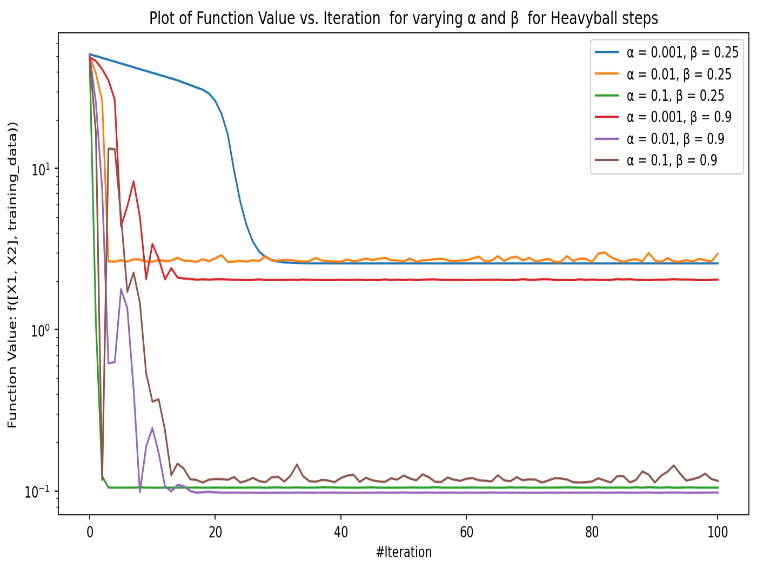 Plot of Function Value vs. Iteration  for varying α and β  for Heavyball steps
α = 0.001, β = 0.25
α = 0.01, β = 0.25
α = 0.1, β = 0.25
α = 0.001, β = 0.9
α = 0.01, β = 0.9
α = 0.1, β = 0.9
Function Value: f([X1, X2], training_data))
10¹
10⁰
10⁻¹
0 20 40 60 80 100
#Iteration